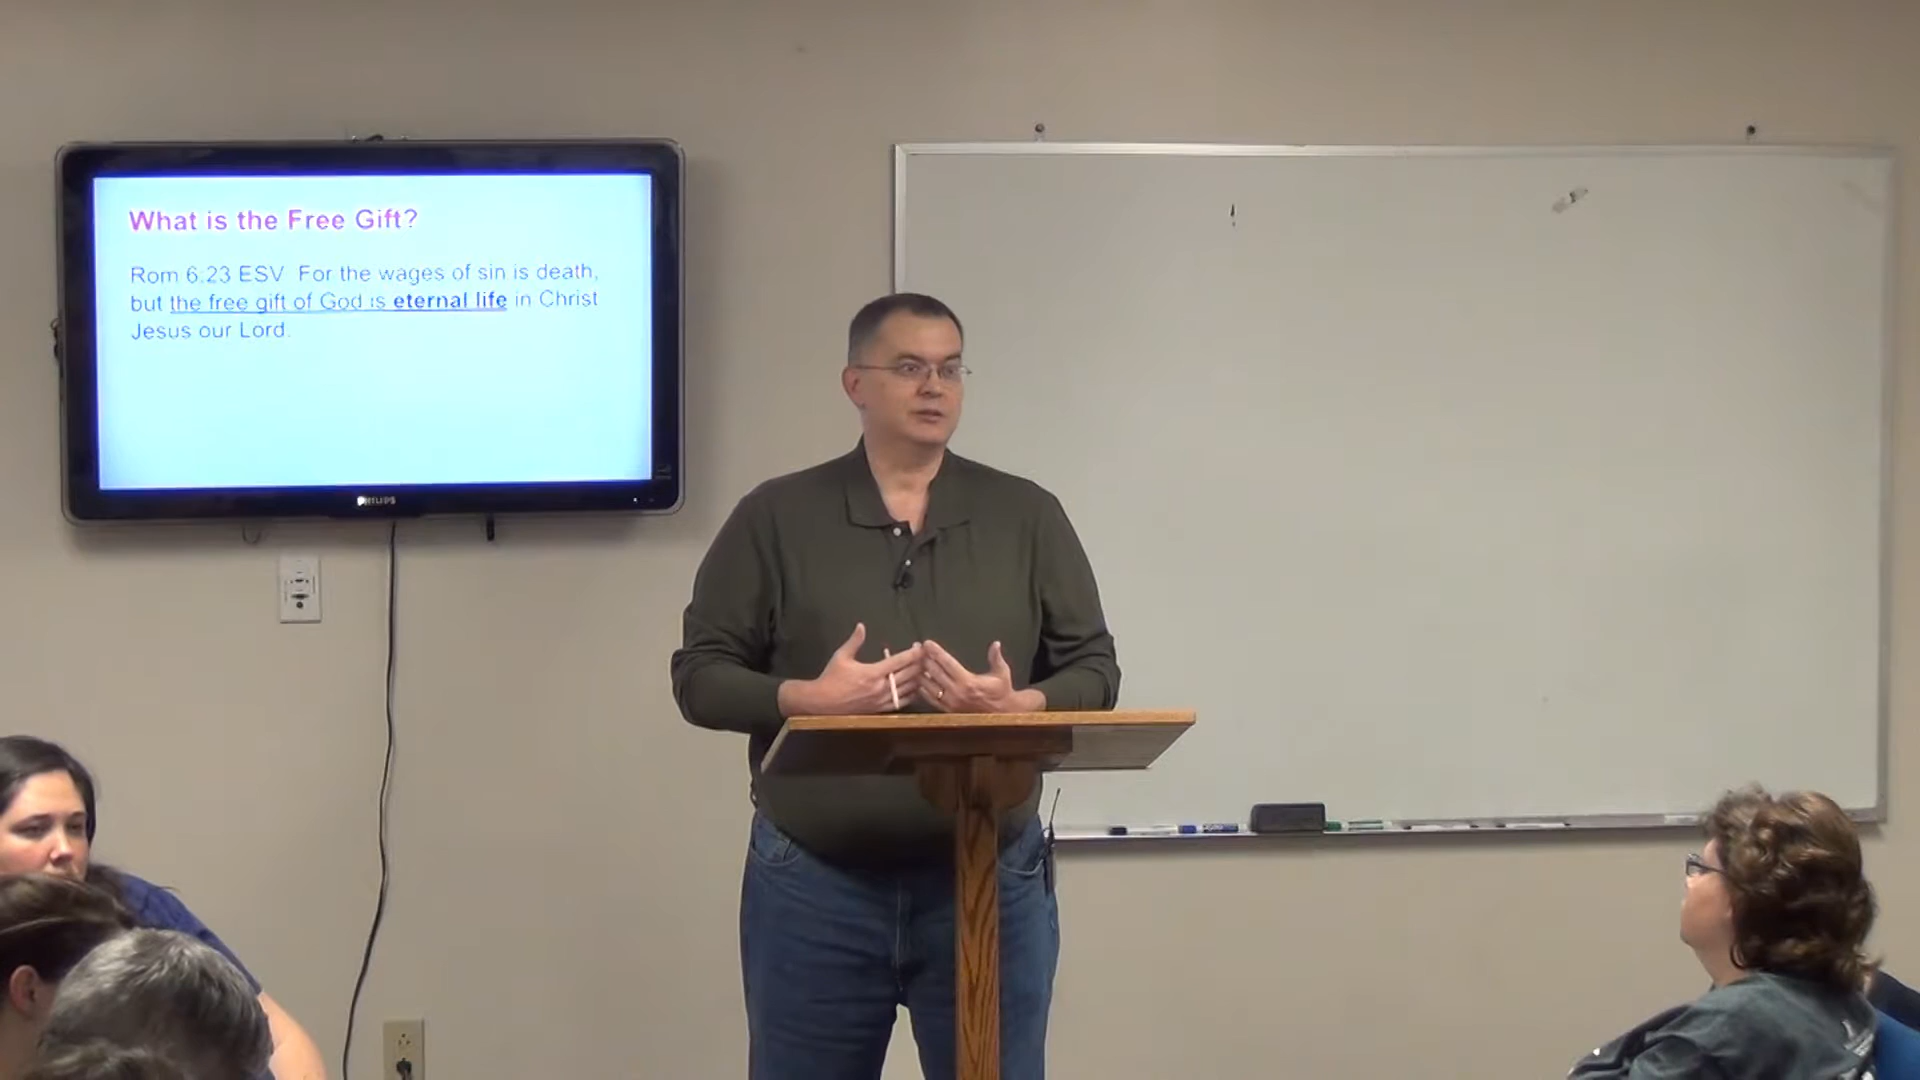 What is the Free Gift?
Rom 6:23 ESV For the wages of sin is death,
but the free gift of God is eternal life in Christ
Jesus our Lord.
PHILIPS